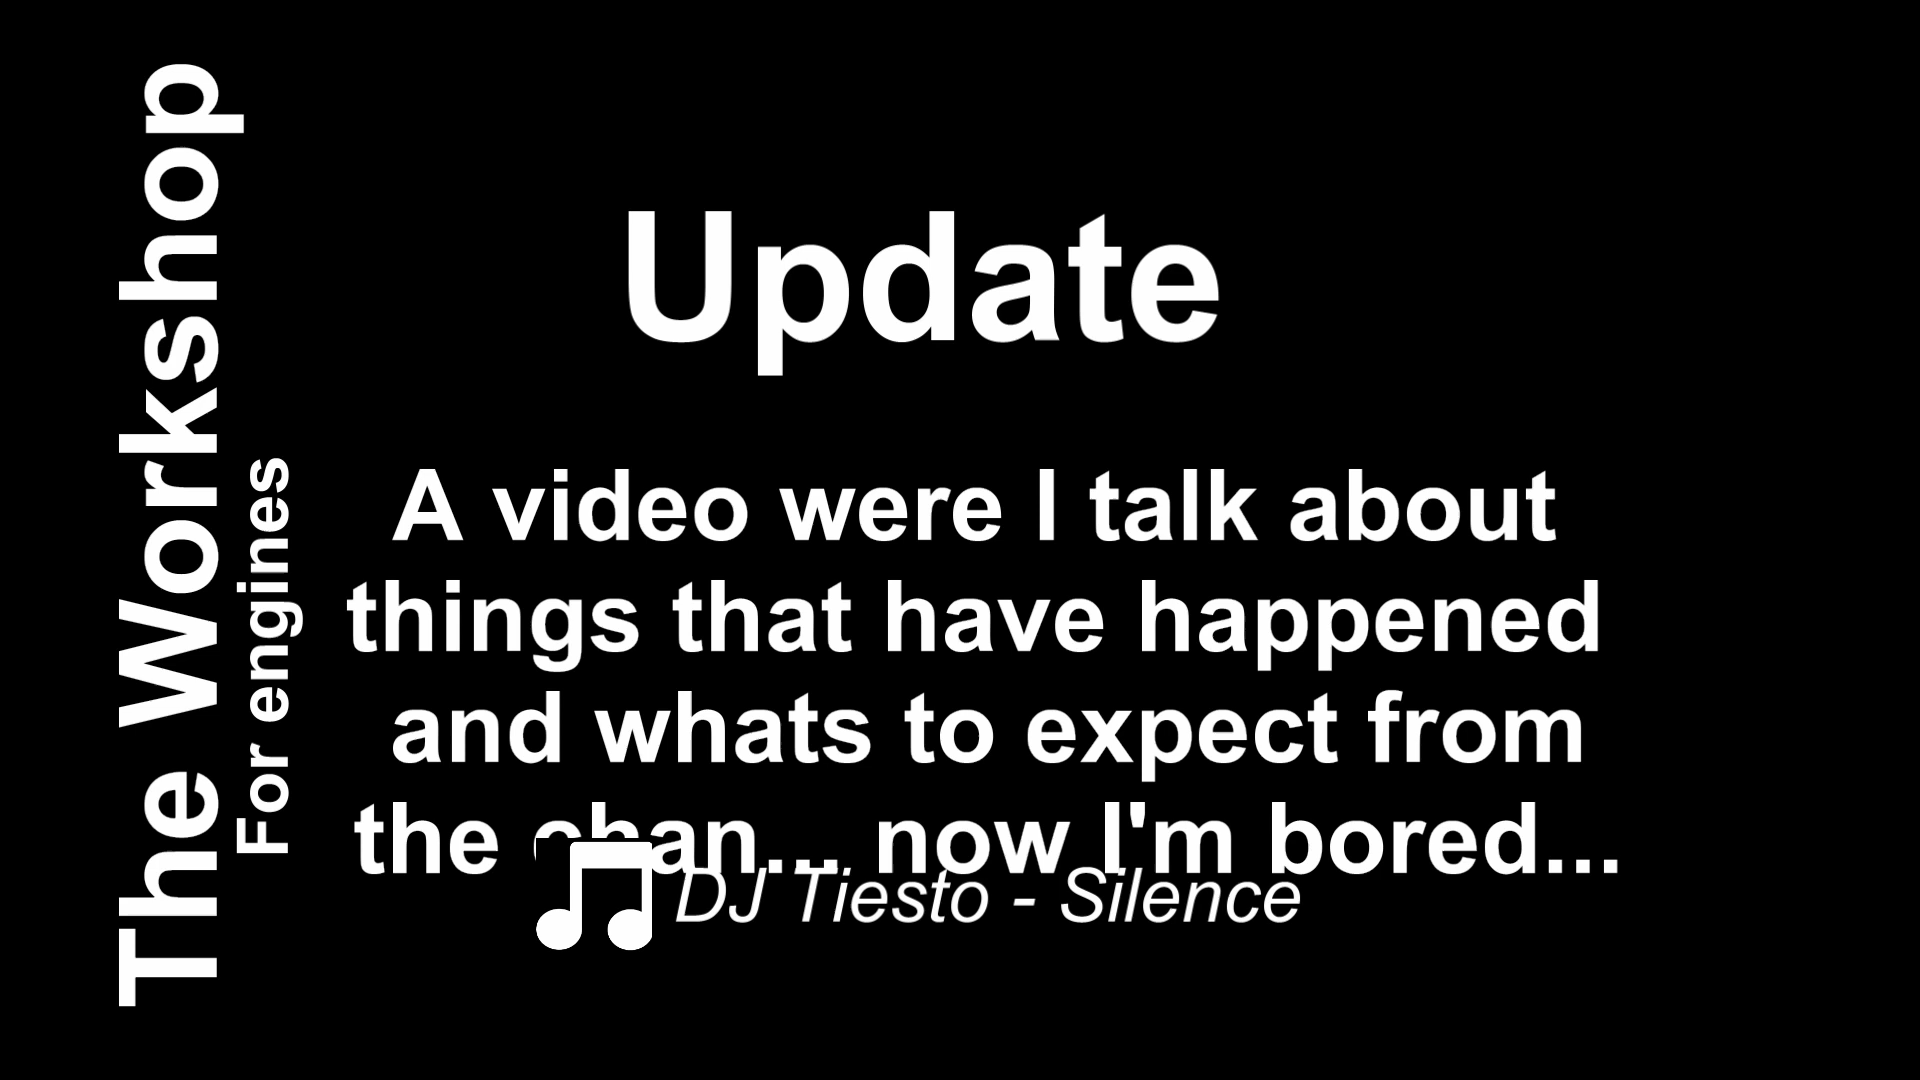 The Workshop
For engines
Update
A video were I talk about
things that have happened
and whats to expect from
the chan... now I'm bored...
DJ Tiesto - Silence